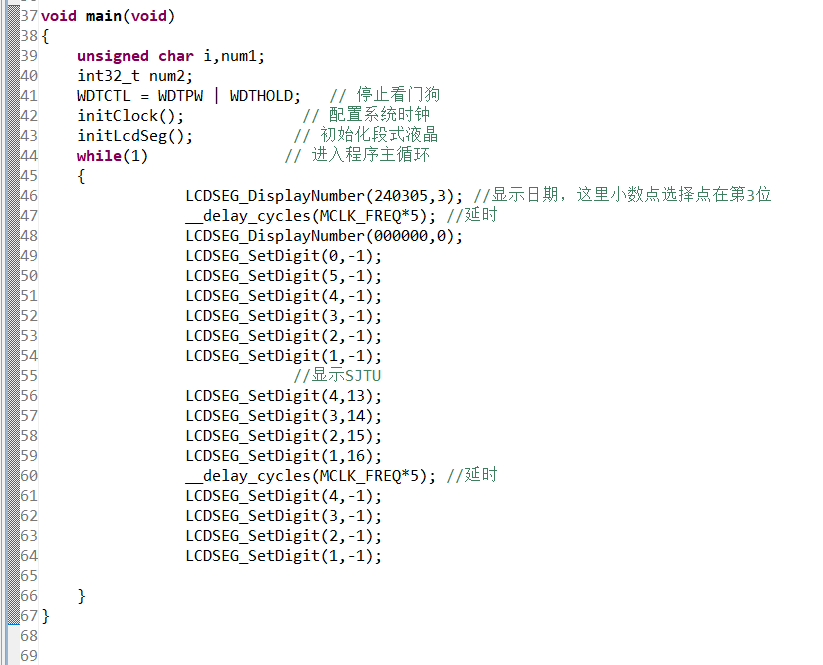 37 void main(void)
38 {
39     unsigned char i,num1;
40     int32_t num2;
41     WDTCTL = WDTPW | WDTHOLD;   // 停止看门狗
42     initClock();             // 配置系统时钟
43     initLcdSeg();           // 初始化段式液晶
44     while(1)               // 进入程序主循环
45     {
46                 LCDSEG_DisplayNumber(240305,3); //显示日期，这里小数点选择点在第3位
47                 __delay_cycles(MCLK_FREQ*5); //延时
48                 LCDSEG_DisplayNumber(000000,0);
49                 LCDSEG_SetDigit(0,-1);
50                 LCDSEG_SetDigit(5,-1);
51                 LCDSEG_SetDigit(4,-1);
52                 LCDSEG_SetDigit(3,-1);
53                 LCDSEG_SetDigit(2,-1);
54                 LCDSEG_SetDigit(1,-1);
55                             //显示SJTU
56                 LCDSEG_SetDigit(4,13);
57                 LCDSEG_SetDigit(3,14);
58                 LCDSEG_SetDigit(2,15);
59                 LCDSEG_SetDigit(1,16);
60                 __delay_cycles(MCLK_FREQ*5); //延时
61                 LCDSEG_SetDigit(4,-1);
62                 LCDSEG_SetDigit(3,-1);
63                 LCDSEG_SetDigit(2,-1);
64                 LCDSEG_SetDigit(1,-1);
65
66     }
67 }
68
69